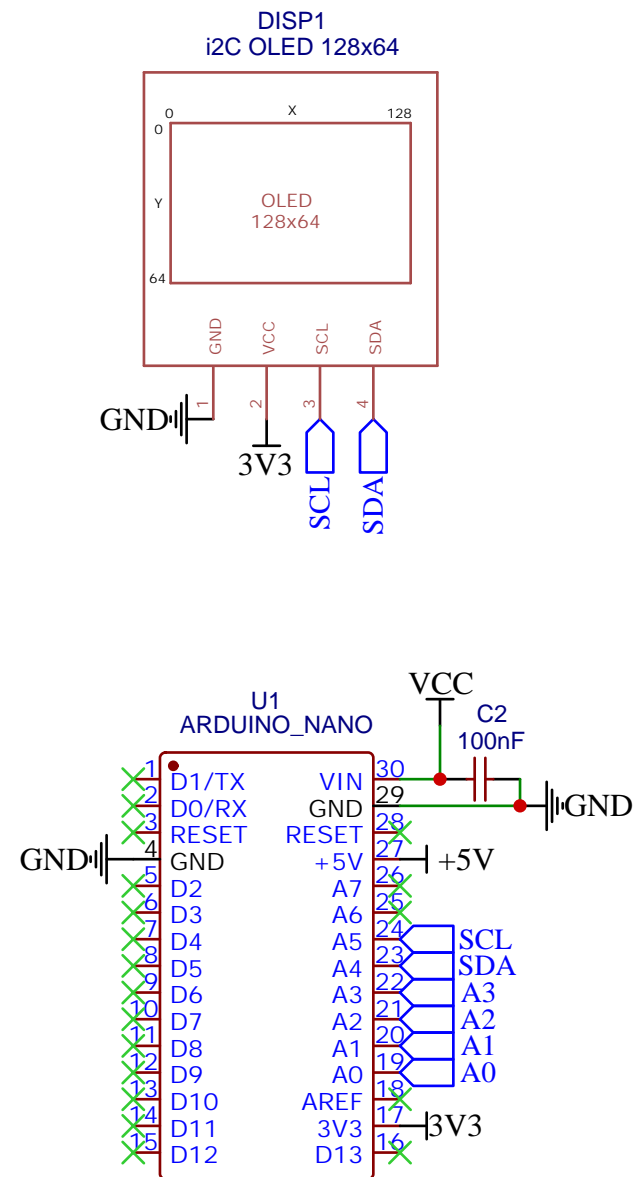 DISP1
i2C OLED 128x64
0 X 128
0
Y
64
OLED
128x64
GND VCC SCL SDA
1 2 3 4
GND
3V3
SCL
SDA
VCC
U1
ARDUINO_NANO
C2
100nF
1 D1/TX VIN 30
2 D0/RX GND 29 GND
3 RESET RESET 28
GND 4 GND +5V 27 +5V
5 D2 A7 26
6 D3 A6 25
7 D4 A5 24 SCL
8 D5 A4 23 SDA
9 D6 A3 22 A3
10 D7 A2 21 A2
11 D8 A1 20 A1
12 D9 A0 19 A0
13 D10 AREF 18
14 D11 3V3 17 3V3
15 D12 D13 16